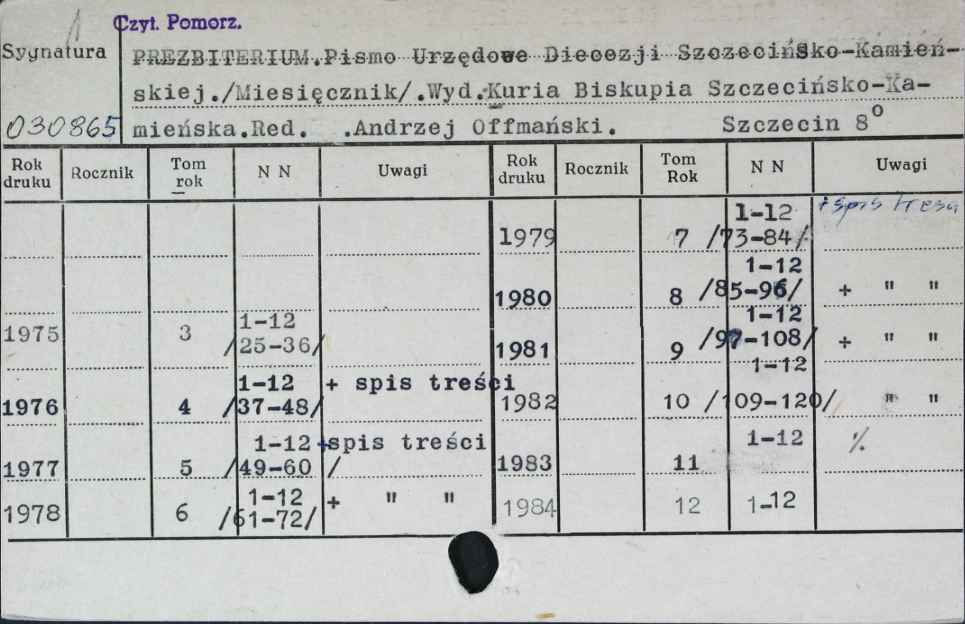 1 Czyt. Pomorz.
Sygnatura PREZBITERIUM.Pismo Urzędowe Diecezji Szczecińsko-Kamień-
skiej./Miesięcznik/.Wyd.Kuria Biskupia Szczecińsko-Ka-
030865 mieńska.Red. .Andrzej Offmański. Szczecin 8°
Rok druku Rocznik Tom rok N N Uwagi Rok druku Rocznik Tom Rok N N Uwagi
1979 7 1-12 /73-84/ + spis treści
1980 8 1-12 /85-96/ + " "
1975 3 1-12 /25-36/
1981 9 1-12 /97-108/ + " "
1976 4 1-12 /37-48/ + spis treści
1982 10 1-12 /109-120/ " "
1977 5 1-12 /49-60 / +spis treści
1983 11 1-12 ./.
1978 6 1-12 /61-72/ + " "
1984 12 1-12